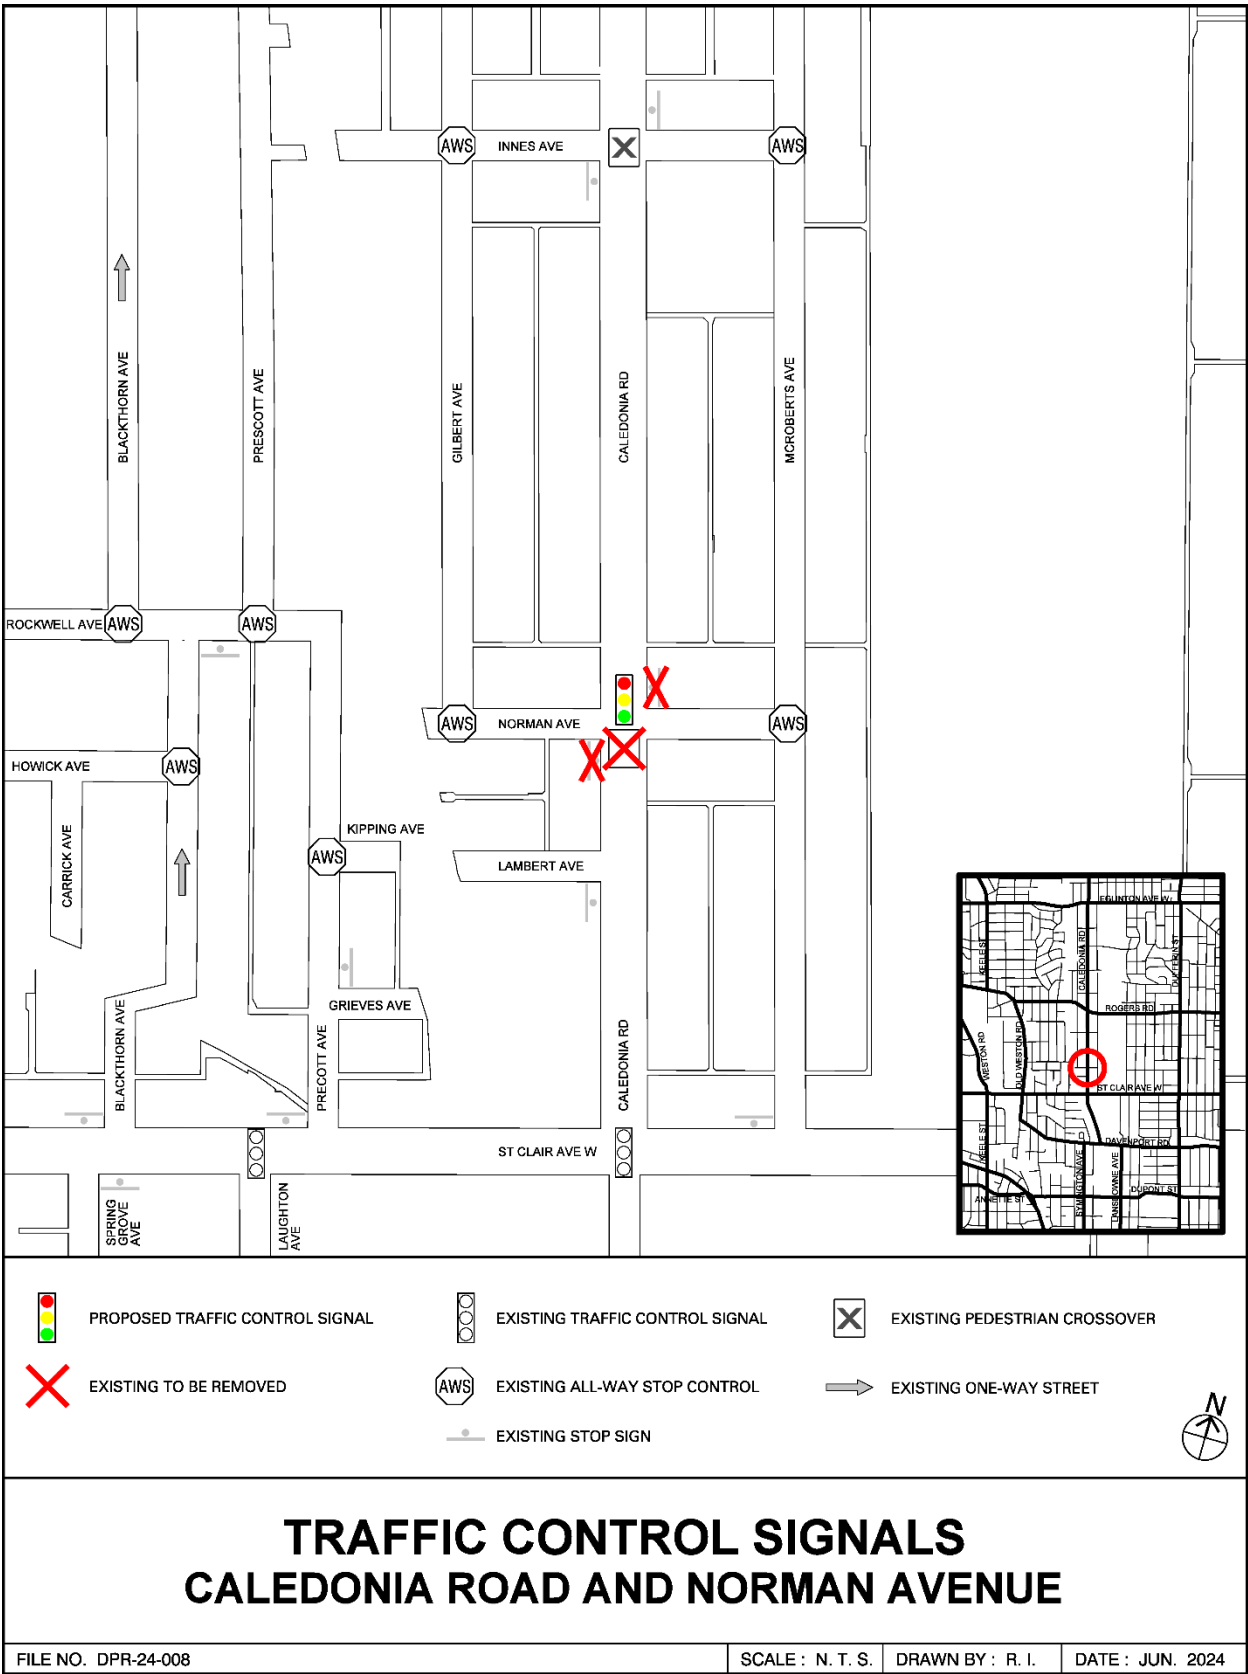 AWS
INNES AVE
AWS
BLACKTHORN AVE
PRESCOTT AVE
GILBERT AVE
CALEDONIA RD
MCROBERTS AVE
ROCKWELL AVE
AWS
AWS
AWS
NORMAN AVE
AWS
HOWICK AVE
AWS
CARRICK AVE
KIPPING AVE
AWS
LAMBERT AVE
GRIEVES AVE
BLACKTHORN AVE
PRECOTT AVE
CALEDONIA RD
ST CLAIR AVE W
SPRING
GROVE
AVE
LAUGHTON
AVE
EGLINTON AVE W
KEELE ST
CALEDONIA RD
DUFFERIN ST
ROGERS RD
WESTON RD
OLD WESTON RD
ST CLAIR AVE W
KEELE ST
DAVENPORT RD
SYMINGTON AVE
LANSDOWNE AVE
DUPONT ST
ANNETTE ST
PROPOSED TRAFFIC CONTROL SIGNAL
EXISTING TRAFFIC CONTROL SIGNAL
EXISTING PEDESTRIAN CROSSOVER
EXISTING TO BE REMOVED
AWS
EXISTING ALL-WAY STOP CONTROL
EXISTING ONE-WAY STREET
EXISTING STOP SIGN
N
TRAFFIC CONTROL SIGNALS
CALEDONIA ROAD AND NORMAN AVENUE
FILE NO. DPR-24-008
SCALE : N. T. S.
DRAWN BY : R. I.
DATE : JUN. 2024